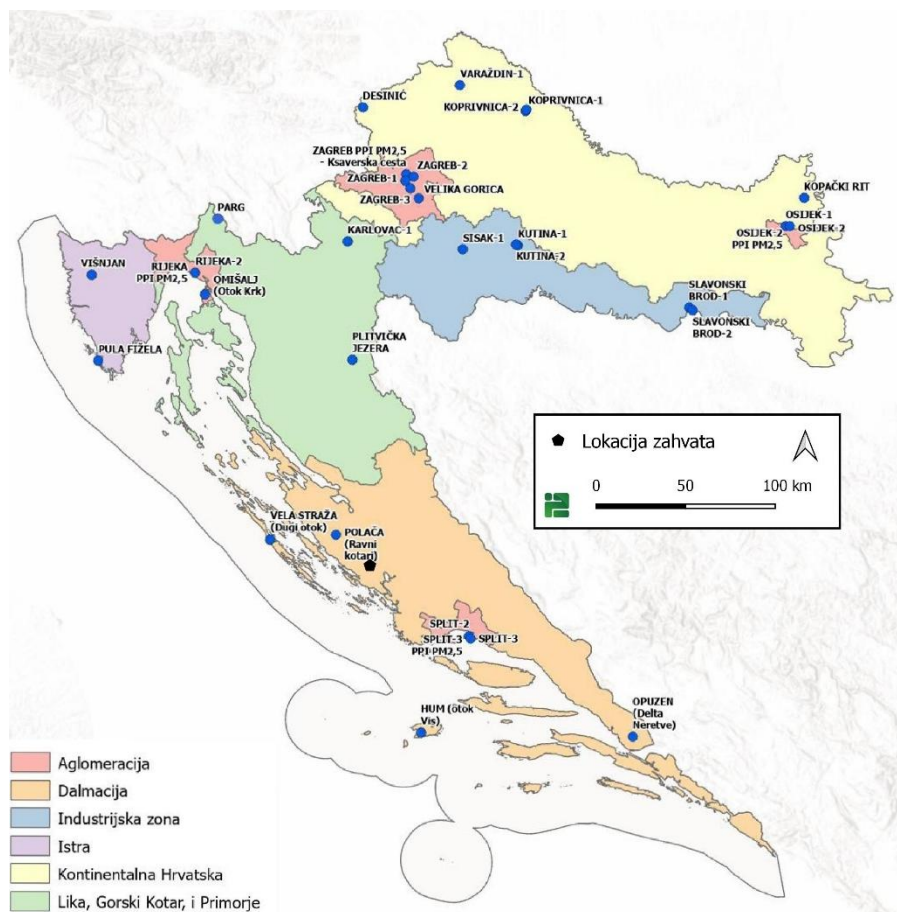 VARAŽDIN-1
DESINIĆ
KOPRIVNICA-1
KOPRIVNICA-2
ZAGREB PPI PM2,5
- Ksaverska cesta
ZAGREB-2
ZAGREB-1
VELIKA GORICA
ZAGREB-3
KOPAČKI RIT
OSIJEK-1
OSIJEK-2
OSIJEK-2
PPI PM2,5
PARG
KARLOVAC-1
SISAK-1
KUTINA-1
KUTINA-2
VIŠNJAN
RIJEKA
PPI PM2,5
RIJEKA-2
OMIŠALJ
(Otok Krk)
SLAVONSKI
BROD-1
SLAVONSKI
BROD-2
PULA FIŽELA
PLITVIČKA
JEZERA
Lokacija zahvata
0 50 100 km
VELA STRAŽA
(Dugi otok)
POLAČA
(Ravni
kotari)
SPLIT-2
SPLIT-3
PPI PM2,5
SPLIT-3
HUM (otok
Vis)
OPUZEN
(Delta
Neretve)
Aglomeracija
Dalmacija
Industrijska zona
Istra
Kontinentalna Hrvatska
Lika, Gorski Kotar, i Primorje